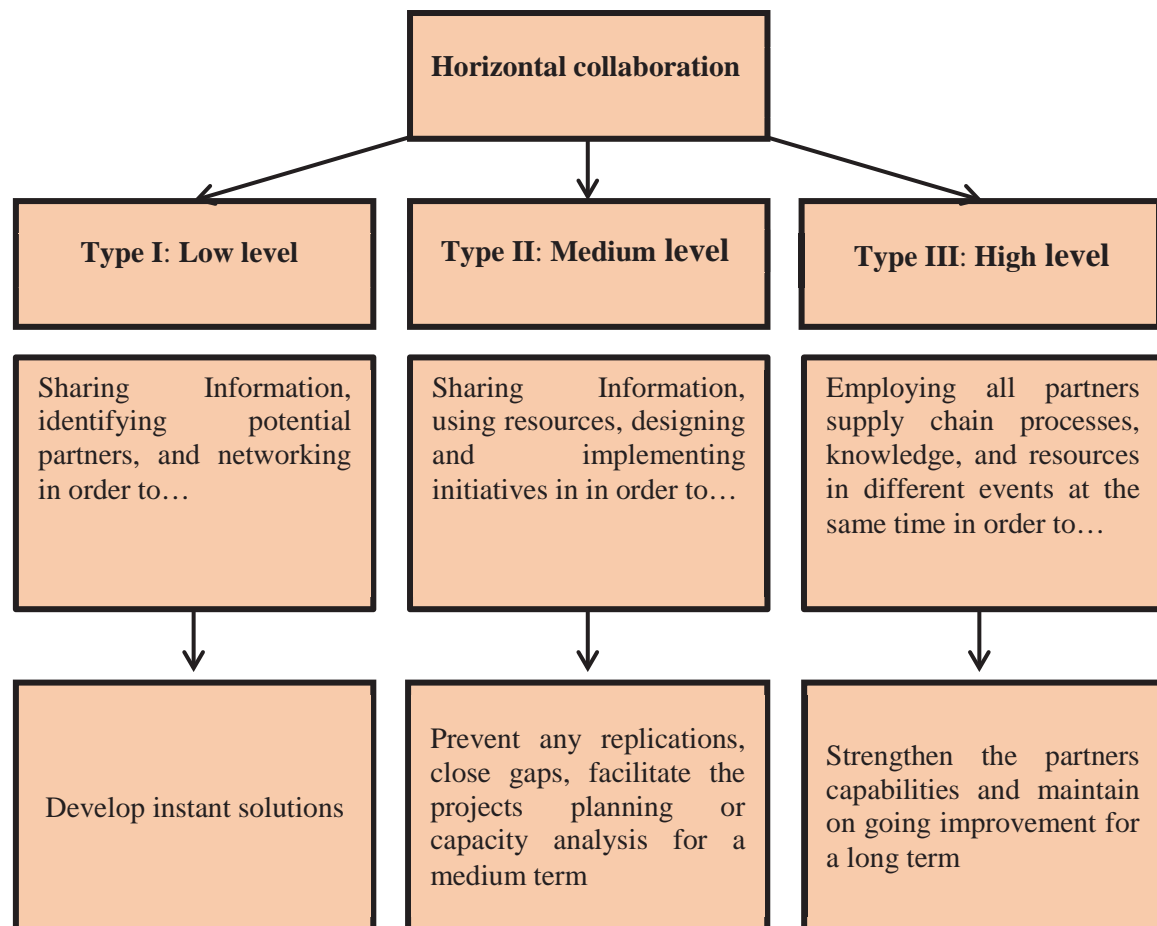 Horizontal collaboration
Type I: Low level
Type II: Medium level
Type III: High level
Sharing Information,
identifying potential
partners, and networking
in order to…
Sharing Information,
using resources, designing
and implementing
initiatives in in order to…
Employing all partners
supply chain processes,
knowledge, and resources
in different events at the
same time in order to…
Develop instant solutions
Prevent any replications,
close gaps, facilitate the
projects planning or
capacity analysis for a
medium term
Strengthen the partners
capabilities and maintain
on going improvement for
a long term